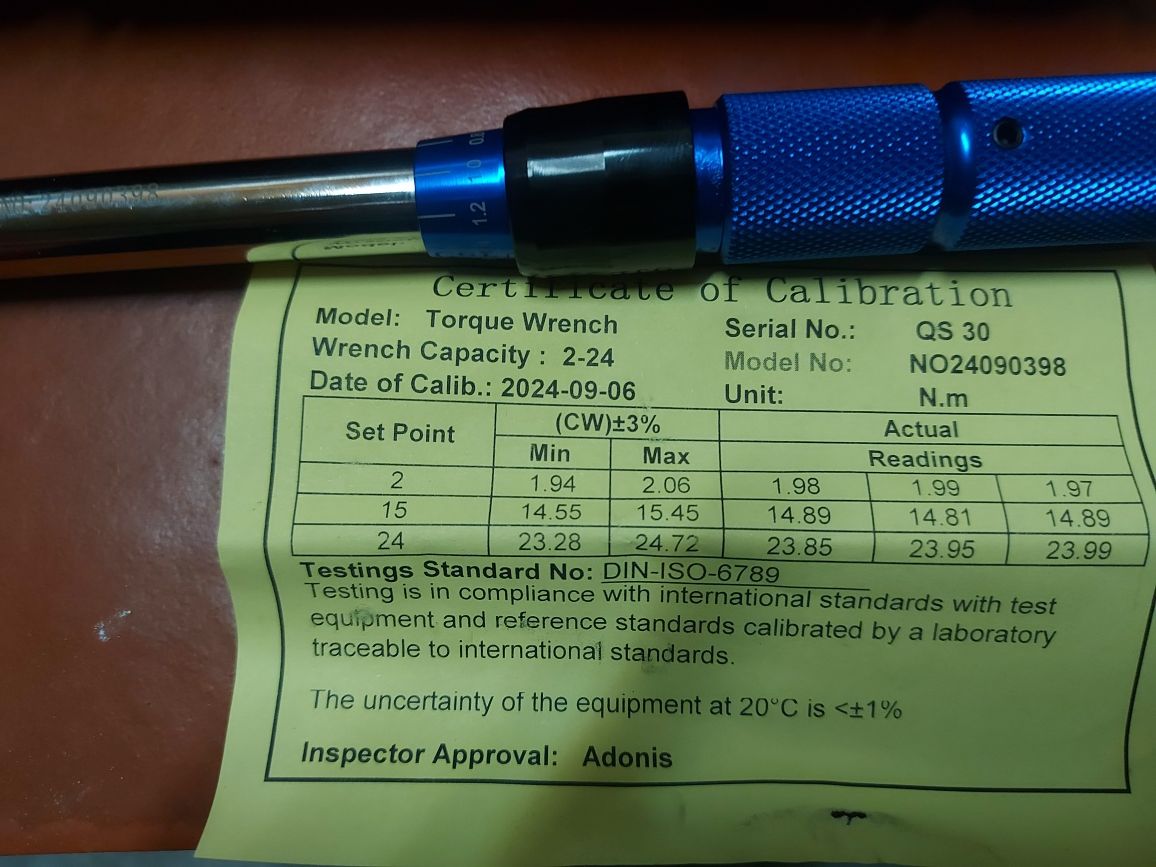 NO. 24090398
1.0
1.2
Certificate of Calibration
Model: Torque Wrench
Serial No.: QS 30
Wrench Capacity : 2-24
Model No: NO24090398
Date of Calib.: 2024-09-06
Unit: N.m
Set Point (CW)±3% Actual
Min Max Readings
2 1.94 2.06 1.98 1.99 1.97
15 14.55 15.45 14.89 14.81 14.89
24 23.28 24.72 23.85 23.95 23.99
Testings Standard No: DIN-ISO-6789
Testing is in compliance with international standards with test
equipment and reference standards calibrated by a laboratory
traceable to international standards.
The uncertainty of the equipment at 20°C is <±1%
Inspector Approval: Adonis